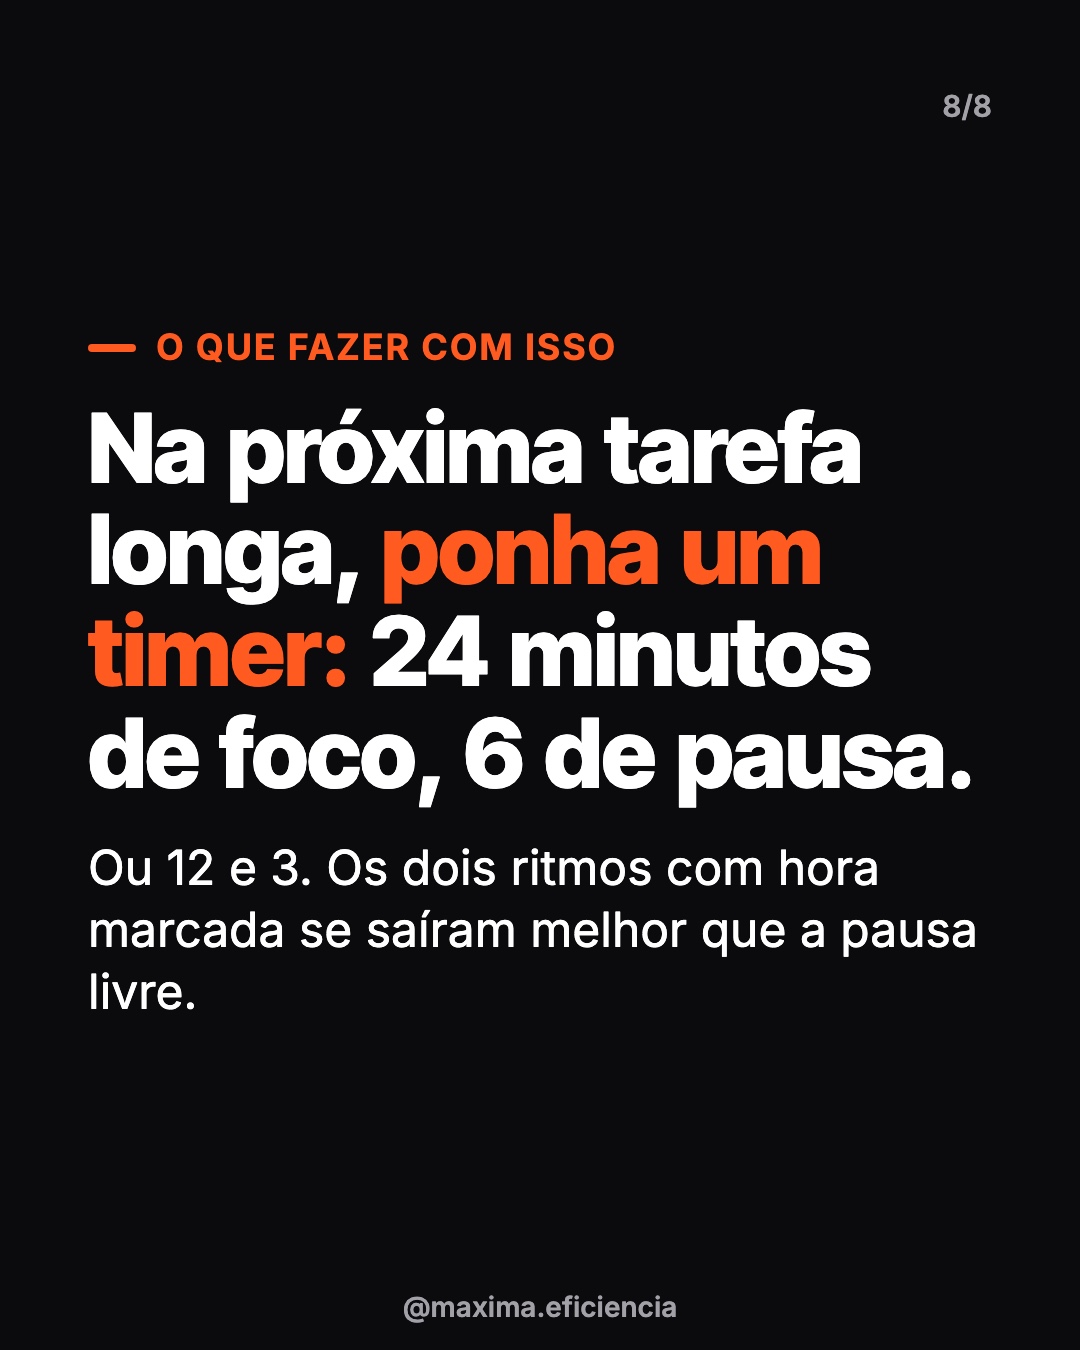 8/8
O QUE FAZER COM ISSO
Na próxima tarefa
longa, ponha um
timer: 24 minutos
de foco, 6 de pausa.
Ou 12 e 3. Os dois ritmos com hora
marcada se saíram melhor que a pausa
livre.
@maxima.eficiencia